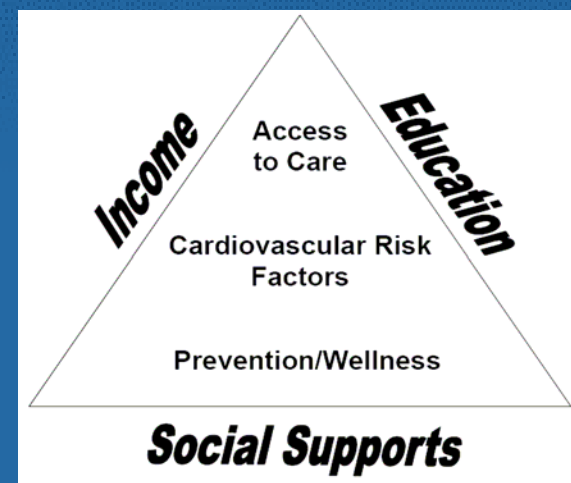 Income
Education
Access
to Care
Cardiovascular Risk
Factors
Prevention/Wellness
Social Supports